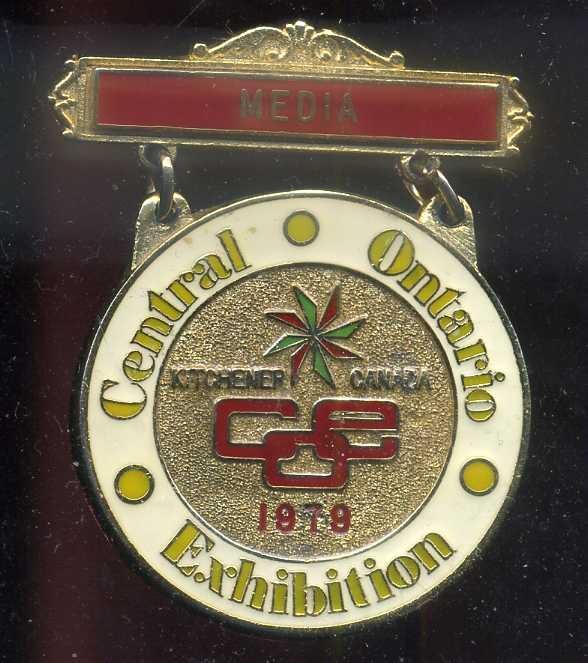 MEDIA
Central Ontario
Exhibition
KITCHENER CANADA
coe
1979